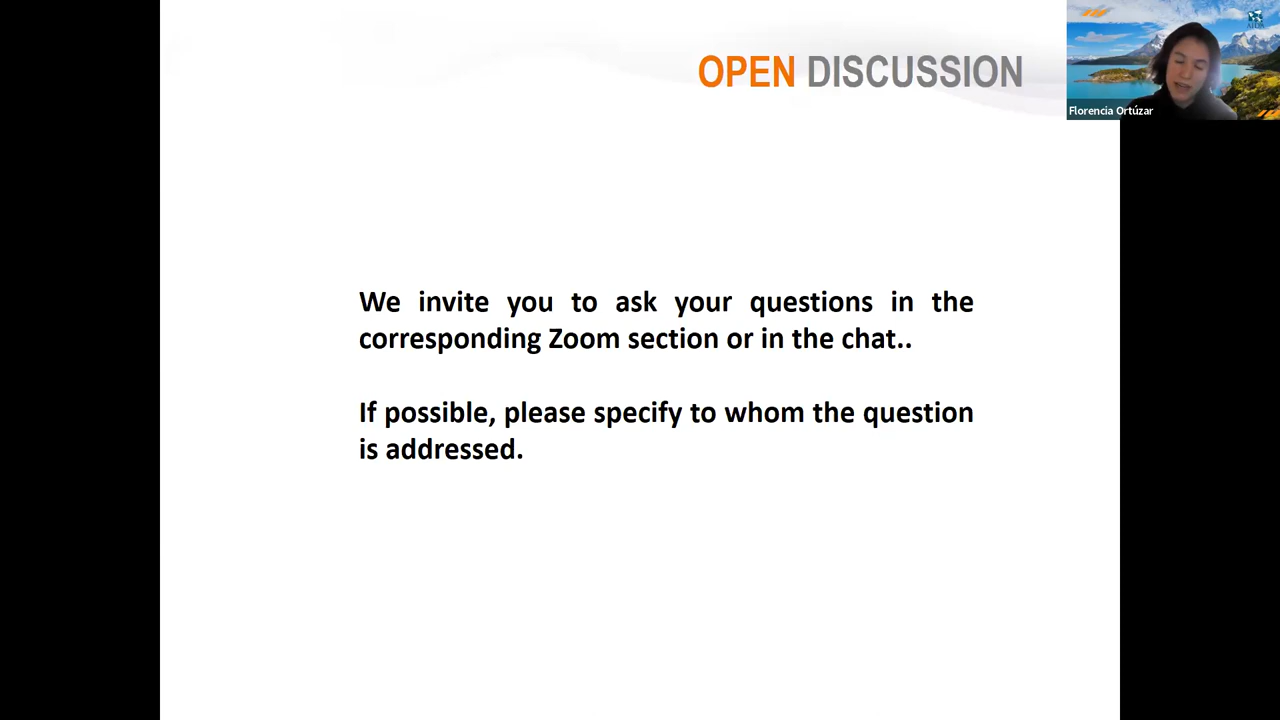 OPEN DISCUSSION
Florencia Ortúzar
We invite you to ask your questions in the
corresponding Zoom section or in the chat..
If possible, please specify to whom the question
is addressed.